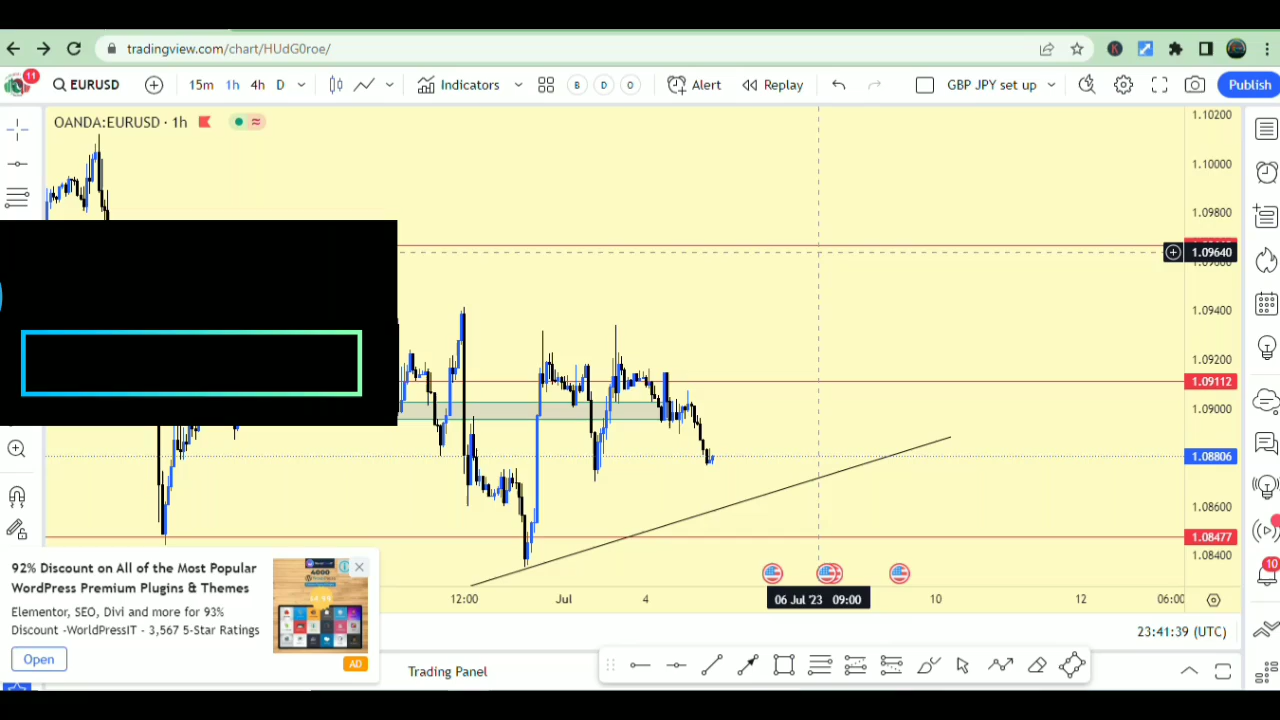 tradingview.com/chart/HUdG0roe/
K
11
EURUSD
15m 1h 4h D
Indicators
B D O
Alert
Replay
GBP JPY set up
Publish
OANDA:EURUSD · 1h
1.10200
1.10000
1.09800
1.09640
1.09400
1.09200
1.09112
1.09000
1.08806
1.08600
1.08477
1.08400
12:00 Jul 4 06 Jul '23 09:00 10 12 06:00
10
92% Discount on All of the Most Popular
WordPress Premium Plugins & Themes
Elementor, SEO, Divi and more for 93%
Discount -WorldPressIT - 3,567 5-Star Ratings
Open
AD
23:41:39 (UTC)
Trading Panel